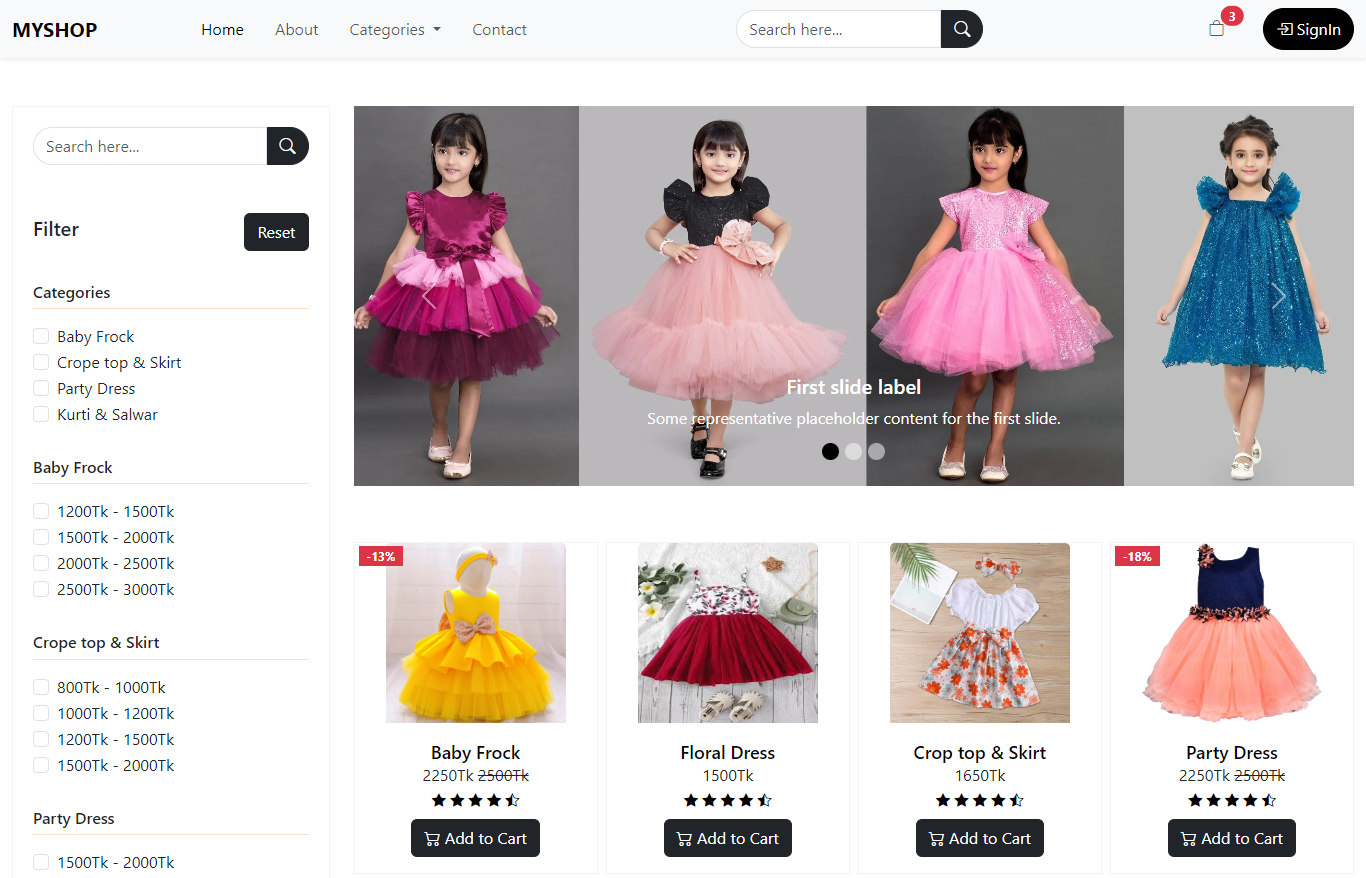 MYSHOP Home About Categories Contact Search here... 3 SignIn
Search here...
Filter Reset
Categories
Baby Frock
Crope top & Skirt
Party Dress
Kurti & Salwar
Baby Frock
1200Tk - 1500Tk
1500Tk - 2000Tk
2000Tk - 2500Tk
2500Tk - 3000Tk
Crope top & Skirt
800Tk - 1000Tk
1000Tk - 1200Tk
1200Tk - 1500Tk
1500Tk - 2000Tk
Party Dress
1500Tk - 2000Tk
First slide label
Some representative placeholder content for the first slide.
-13%
Baby Frock
2250Tk 2500Tk
Add to Cart
Floral Dress
1500Tk
Add to Cart
Crop top & Skirt
1650Tk
Add to Cart
-18%
Party Dress
2250Tk 2500Tk
Add to Cart